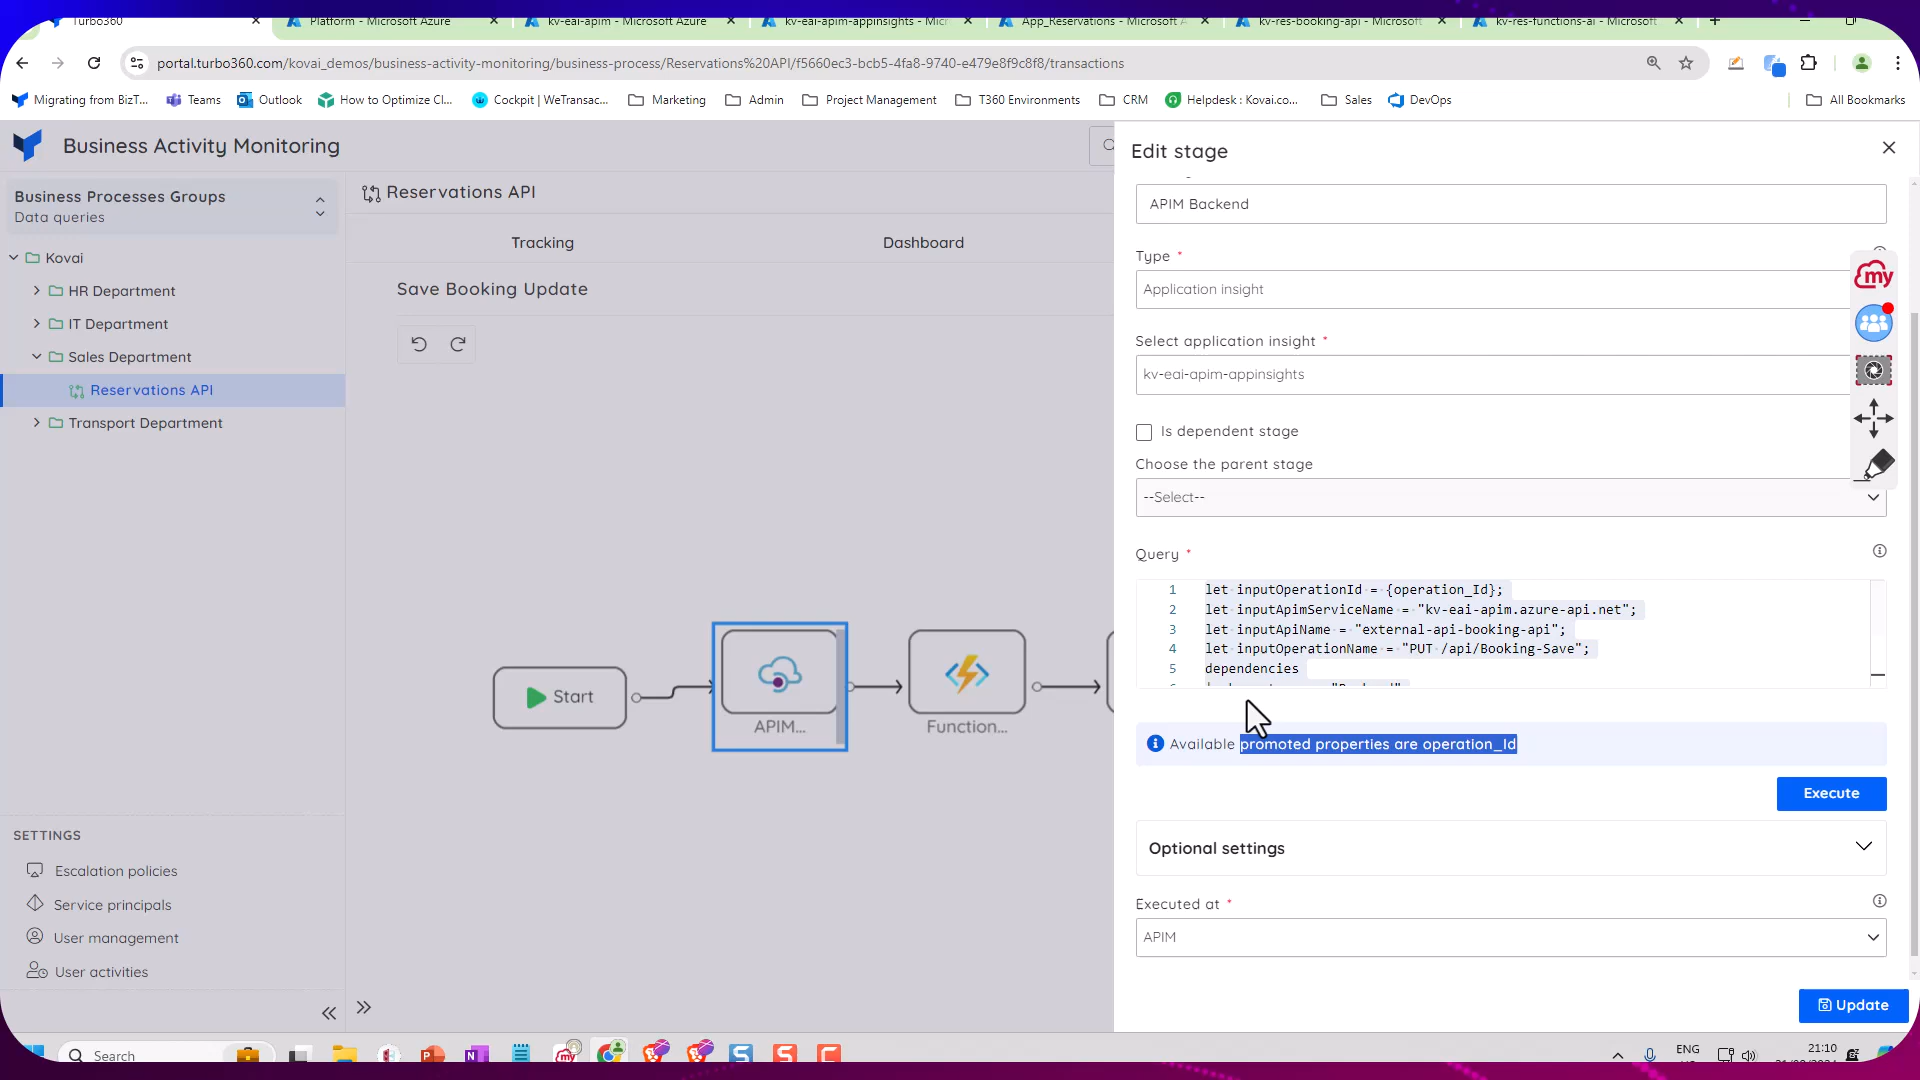 Turbo360
Platform - Microsoft Azure
kv-eai-apim - Microsoft Azure
kv-eai-apim-appinsights - Micr
App_Reservations - Microsoft A
kv-res-booking-api - Microsoft
kv-res-functions-ai - Microsoft
portal.turbo360.com/kovai_demos/business-activity-monitoring/business-process/Reservations%20API/f5660ec3-bcb5-4fa8-9740-e479e8f9c8f8/transactions
Migrating from BizT...
Teams
Outlook
How to Optimize Cl...
Cockpit | WeTransac...
Marketing
Admin
Project Management
T360 Environments
CRM
Helpdesk : Kovai.co...
Sales
DevOps
All Bookmarks
Business Activity Monitoring
Business Processes Groups
Data queries
Kovai
HR Department
IT Department
Sales Department
Reservations API
Transport Department
SETTINGS
Escalation policies
Service principals
User management
User activities
Reservations API
Tracking
Dashboard
Save Booking Update
Start
APIM...
Function...
Edit stage
APIM Backend
Type *
Application insight
Select application insight *
kv-eai-apim-appinsights
Is dependent stage
Choose the parent stage
--Select--
Query *
1 let inputOperationId = {operation_Id};
2 let inputApimServiceName = "kv-eai-apim.azure-api.net";
3 let inputApiName = "external-api-booking-api";
4 let inputOperationName = "PUT /api/Booking-Save";
5 dependencies
Available promoted properties are operation_Id
Execute
Optional settings
Executed at *
APIM
Update
my
Search
ENG
21:10